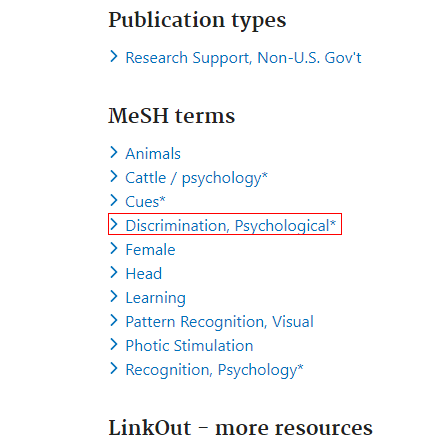 Publication types
Research Support, Non-U.S. Gov't
MeSH terms
Animals
Cattle / psychology*
Cues*
Discrimination, Psychological*
Female
Head
Learning
Pattern Recognition, Visual
Photic Stimulation
Recognition, Psychology*
LinkOut - more resources